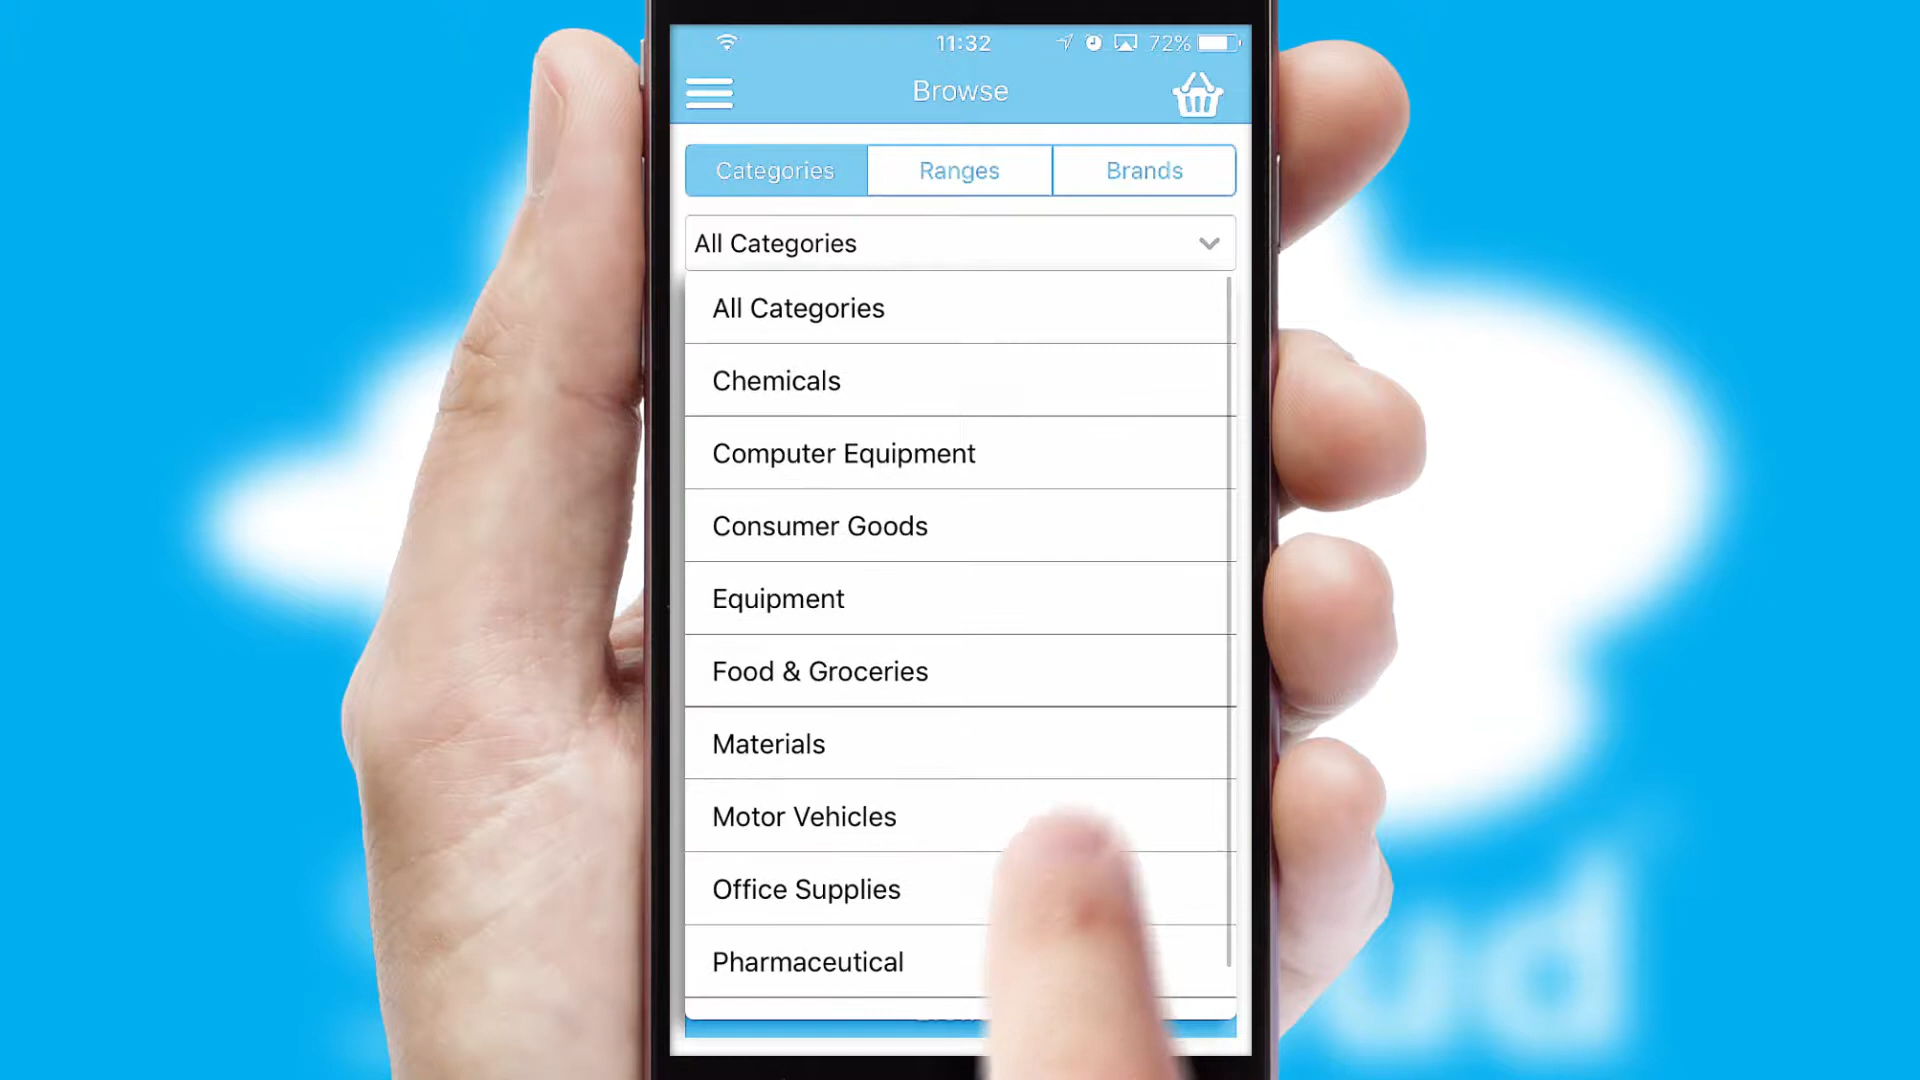 11:32
72%
Browse
Categories
Ranges
Brands
All Categories
All Categories
Chemicals
Computer Equipment
Consumer Goods
Equipment
Food & Groceries
Materials
Motor Vehicles
Office Supplies
Pharmaceutical
ud